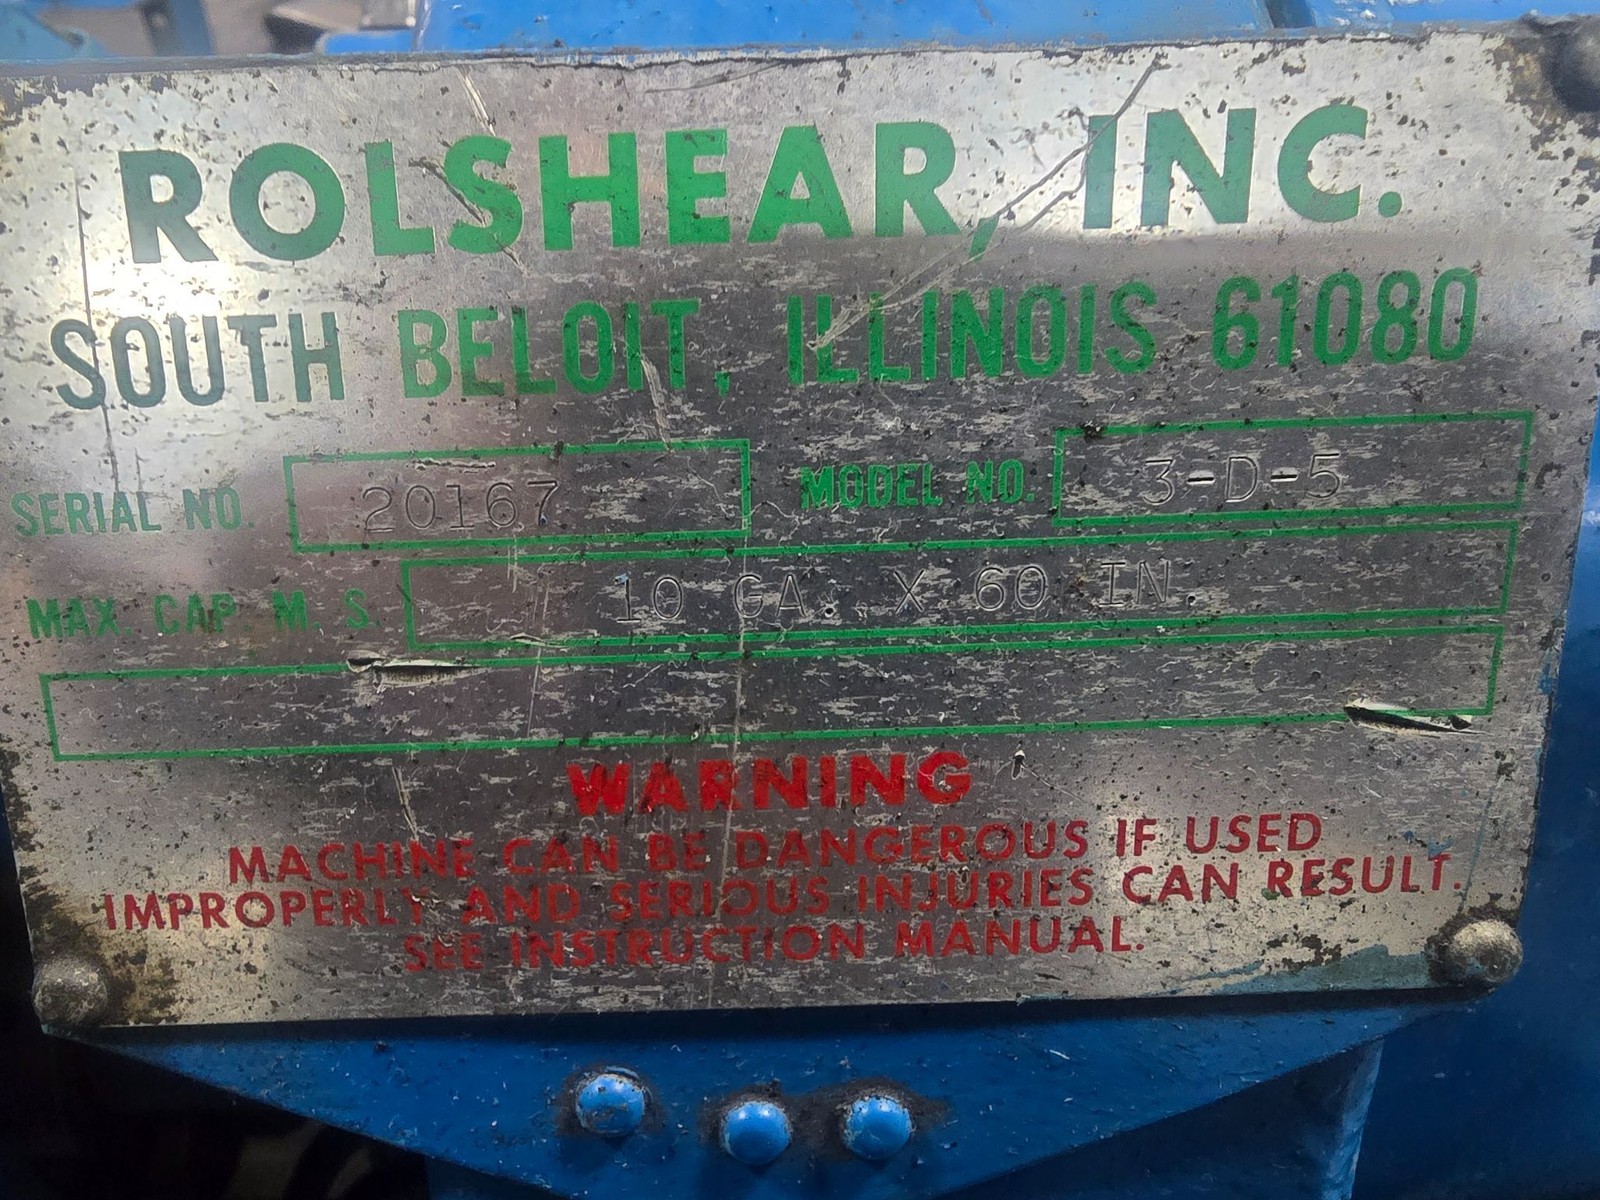 ROLSHEAR, INC.
SOUTH BELOIT, ILLINOIS 61080
SERIAL NO. 20167 MODEL NO. 3-D-5
MAX. CAP. M. S. 10 GA. X 60 IN.
WARNING
MACHINE CAN BE DANGEROUS IF USED
IMPROPERLY AND SERIOUS INJURIES CAN RESULT.
SEE INSTRUCTION MANUAL.